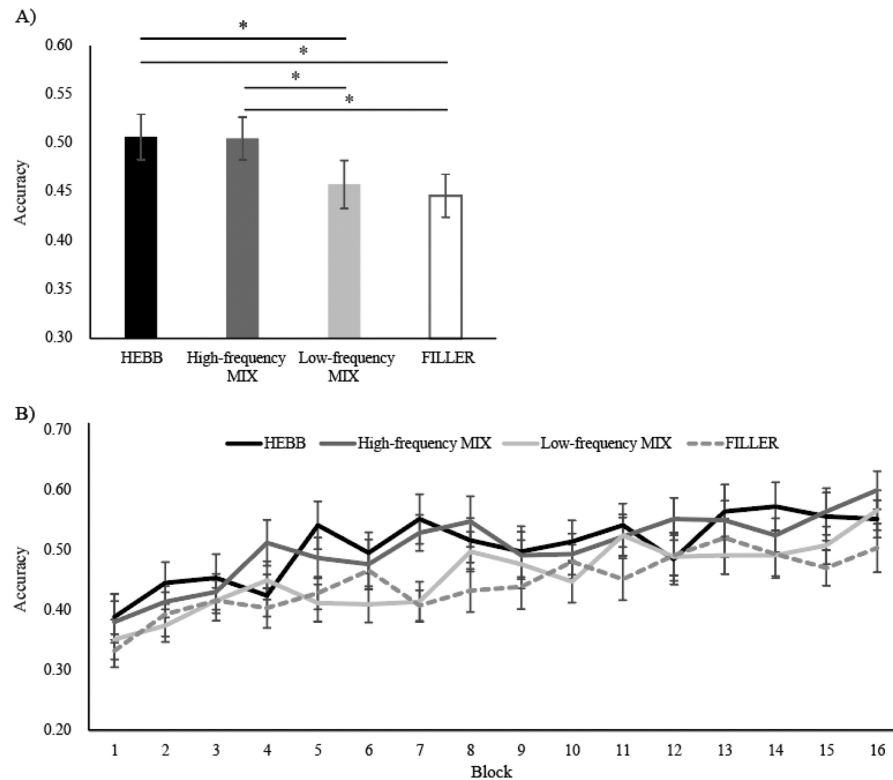 A)
*
*
*
*
0.60
0.55
0.50
0.45
0.40
0.35
0.30
Accuracy
HEBB High-frequency MIX Low-frequency MIX FILLER
B)
0.70
0.60
0.50
0.40
0.30
0.20
Accuracy
HEBB High-frequency MIX Low-frequency MIX FILLER
1 2 3 4 5 6 7 8 9 10 11 12 13 14 15 16
Block